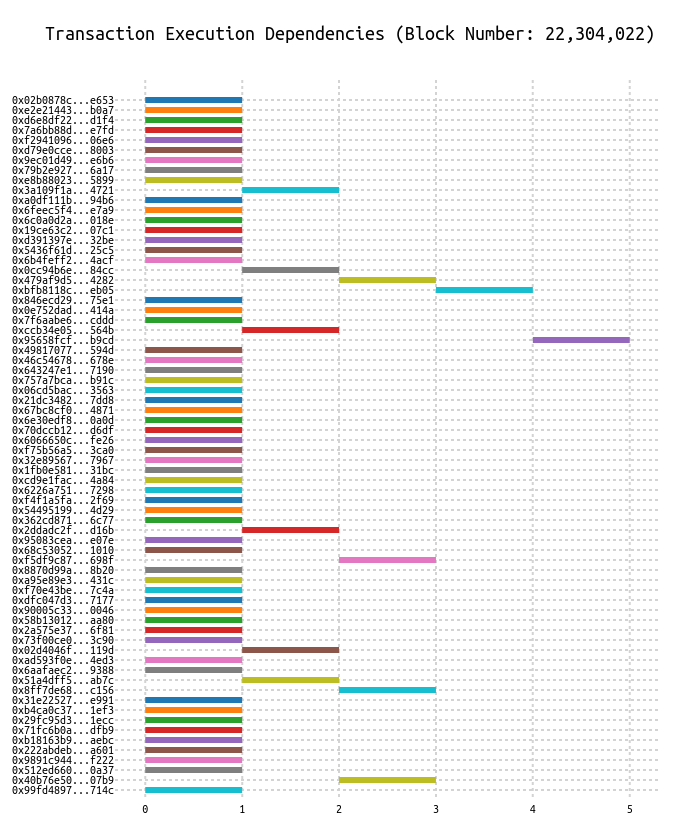 Transaction Execution Dependencies (Block Number: 22,304,022)
0x02b0878c...e653
0xe2e21443...b0a7
0xd6e8df22...d1f4
0x7a6bb88d...e7fd
0xf2941096...06e6
0xd79e0cce...8003
0x9ec01d49...e6b6
0x79b2e927...6a17
0xe8b88023...5899
0x3a109f1a...4721
0xa0df111b...94b6
0x6feec5f4...e7a9
0x6c0a0d2a...018e
0x19ce63c2...07c1
0xd391397e...32be
0x5436f61d...25c5
0x6b4feff2...4acf
0x0cc94b6e...84cc
0x479af9d5...4282
0xbfb8118c...eb05
0x846ecd29...75e1
0x0e752dad...414a
0x7f6aabe6...cddd
0xccb34e05...564b
0x95658fcf...b9cd
0x49817077...594d
0x46c54678...678e
0x643247e1...7190
0x757a7bca...b91c
0x06cd5bac...3563
0x21dc3482...7dd8
0x67bc8cf0...4871
0x6e30edf8...0a0d
0x70dccb12...d6df
0x6066650c...fe26
0xf75b56a5...3ca0
0x32e89567...7967
0x1fb0e581...31bc
0xcd9e1fac...4a84
0x6226a751...7298
0xf4f1a5fa...2f69
0x54495199...4d29
0x362cd871...6c77
0x2ddadc2f...d16b
0x95083cea...e07e
0x68c53052...1010
0xf5df9c87...698f
0x8870d99a...8b20
0xa95e89e3...431c
0xf70e43be...7c4a
0xdfc047d3...7177
0x90005c33...0046
0x58b13012...aa80
0x2a575e37...6f81
0x73f00ce0...3c90
0x02d4046f...119d
0xad593f0e...4ed3
0x6aafaec2...9388
0x51a4dff5...ab7c
0x8ff7de68...c156
0x31e22527...e991
0xb4ca0c37...1ef3
0x29fc95d3...1ecc
0x71fc6b0a...dfb9
0xb18163b9...aebc
0x222abdeb...a601
0x9891c944...f222
0x512ed660...0a37
0x40b76e50...07b9
0x99fd4897...714c
0 1 2 3 4 5